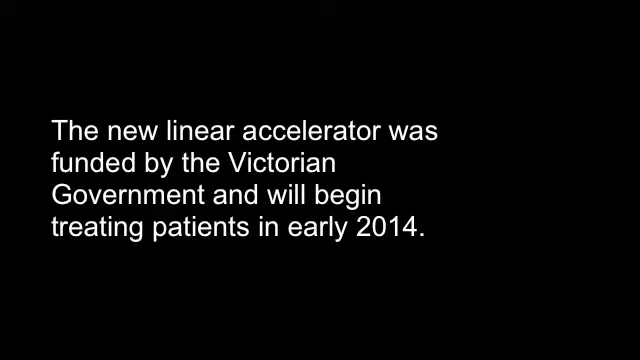 The new linear accelerator was
funded by the Victorian
Government and will begin
treating patients in early 2014.